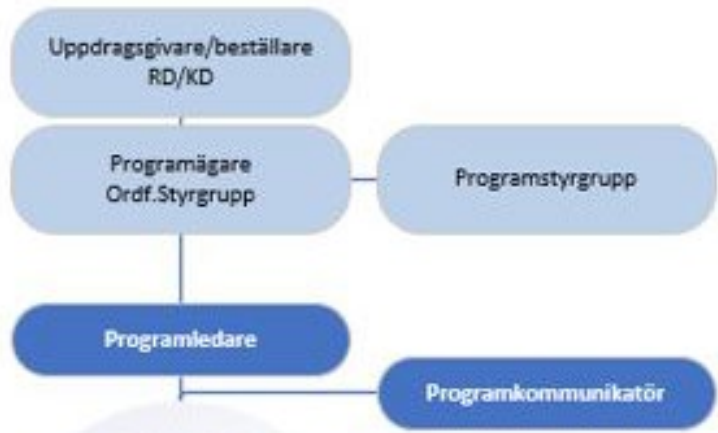 Uppdragsgivare/beställare
RD/KD
Programägare
Ordf.Styrgrupp
Programstyrgrupp
Programledare
Programkommunikatör